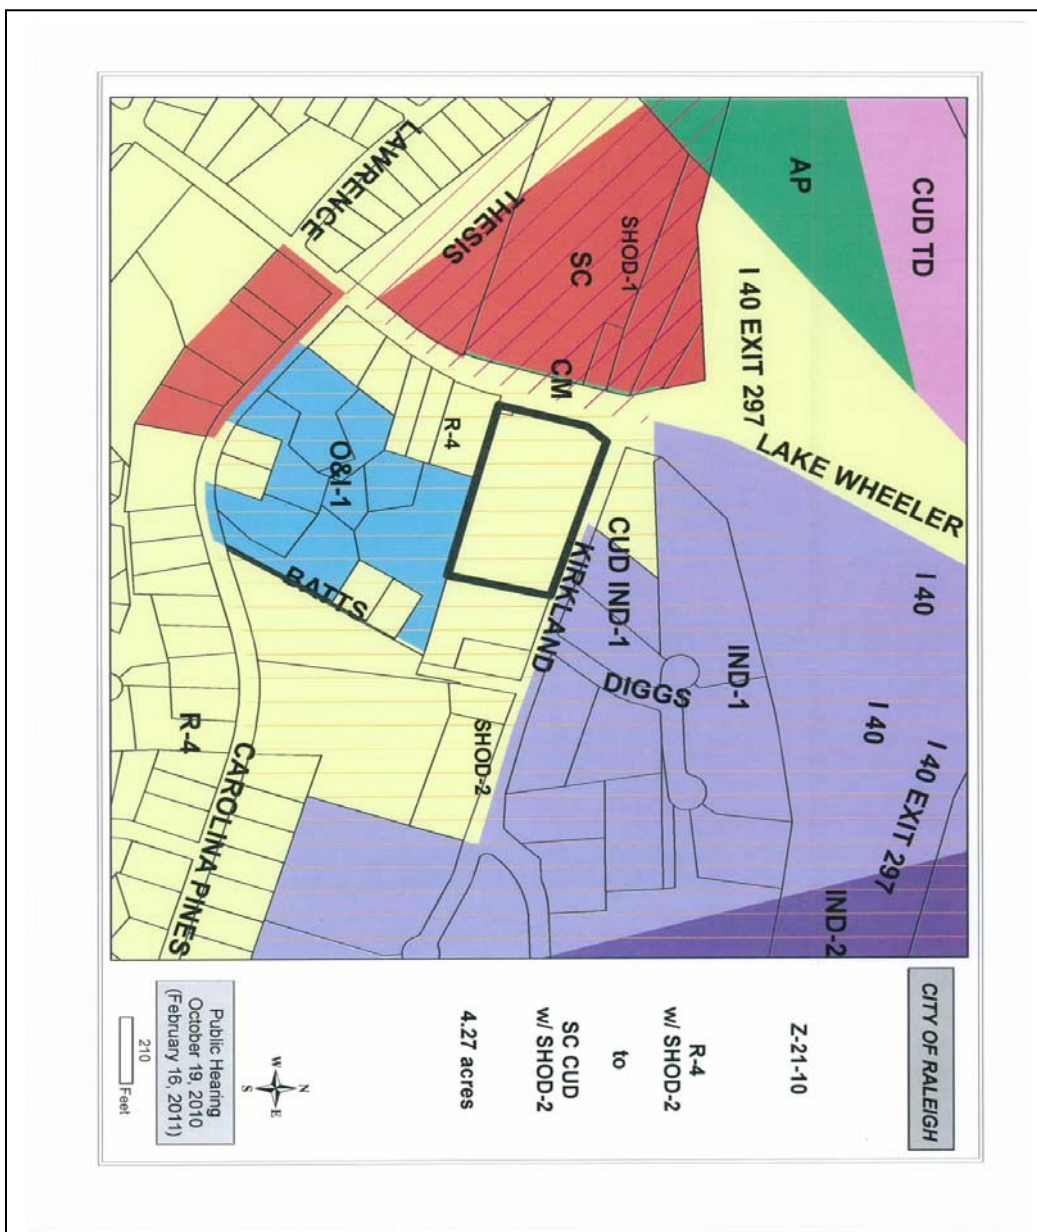 CITY OF RALEIGH
Z-21-10
R-4
w/ SHOD-2
to
SC CUD
w/ SHOD-2
4.27 acres
N
W
E
S
Public Hearing
October 19, 2010
(February 16, 2011)
210
Feet
CUD TD
AP
I 40 EXIT 297
LAKE WHEELER
I 40
I 40
I 40 EXIT 297
IND-2
SHOD-1
SC
THESIS
CM
LAWRENCE
IND-1
CUD IND-1
DIGGS
KIRKLAND
R-4
O&I-1
BATTS
SHOD-2
R-4
CAROLINA PINES